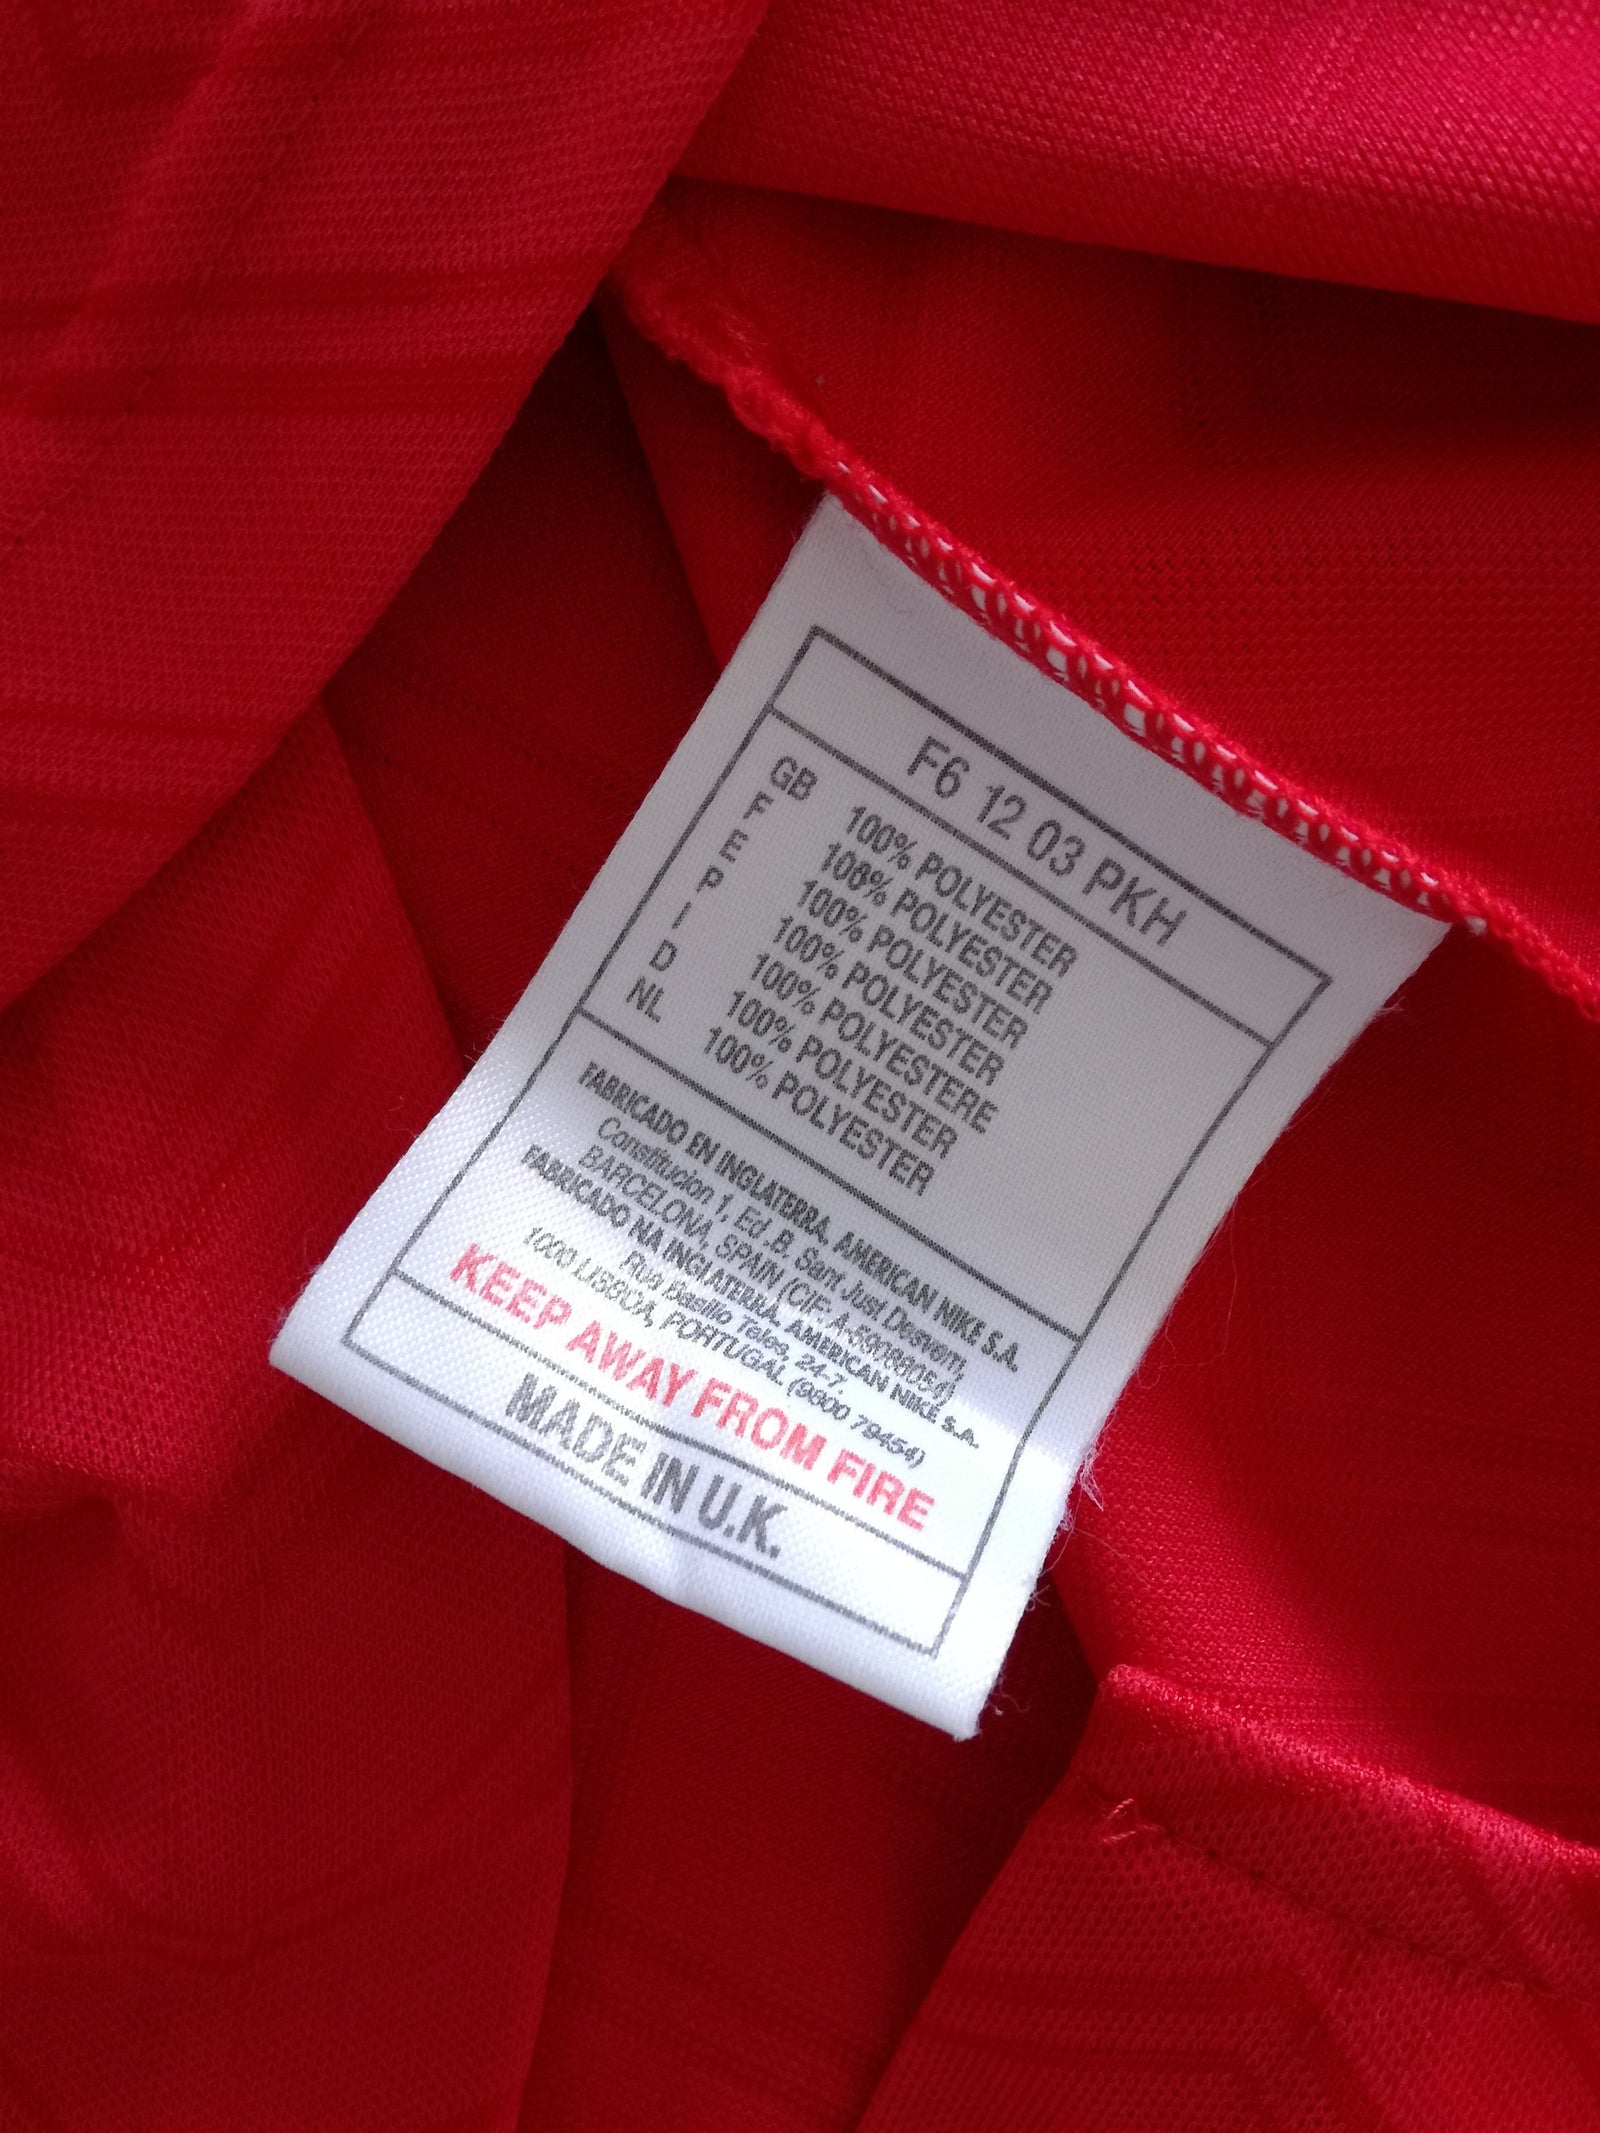 F6 12 03 PKH
GB 100% POLYESTER
F 100% POLYESTER
E 100% POLYESTER
P 100% POLYESTER
I 100% POLYESTERE
D 100% POLYESTER
NL 100% POLYESTER
FABRICADO EN INGLATERRA, AMERICAN NIKE S.A.
Constitucion 1, Ed .B. Sant Just Desvern,
BARCELONA, SPAIN (CIF: A-59088054)
FABRICADO NA INGLATERRA, AMERICAN NIKE S.A.
Rua Basilio Teles, 24-7.
1000 LISBOA, PORTUGAL (9800 79454)
KEEP AWAY FROM FIRE
MADE IN U.K.